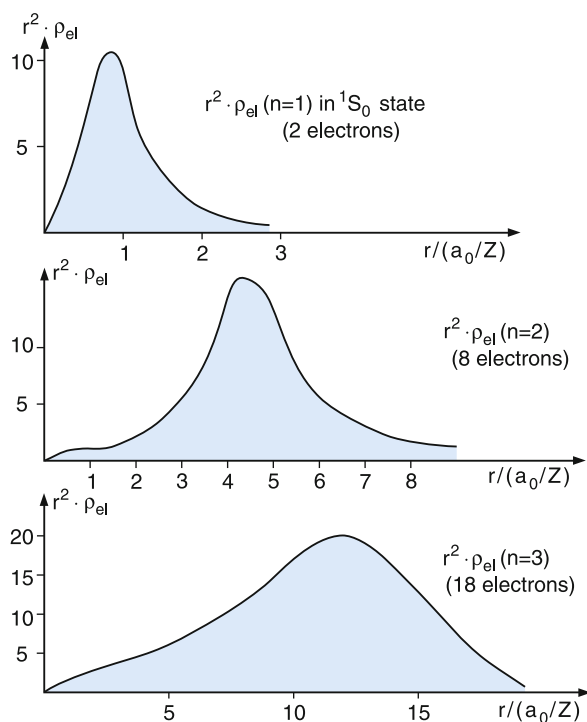 r² · ρel
10
5
r² · ρel (n=1) in ¹S₀ state
(2 electrons)
1 2 3
r/(a₀/Z)
r² · ρel
10
5
r² · ρel (n=2)
(8 electrons)
1 2 3 4 5 6 7 8
r/(a₀/Z)
r² · ρel
20
15
10
5
r² · ρel (n=3)
(18 electrons)
5 10 15
r/(a₀/Z)